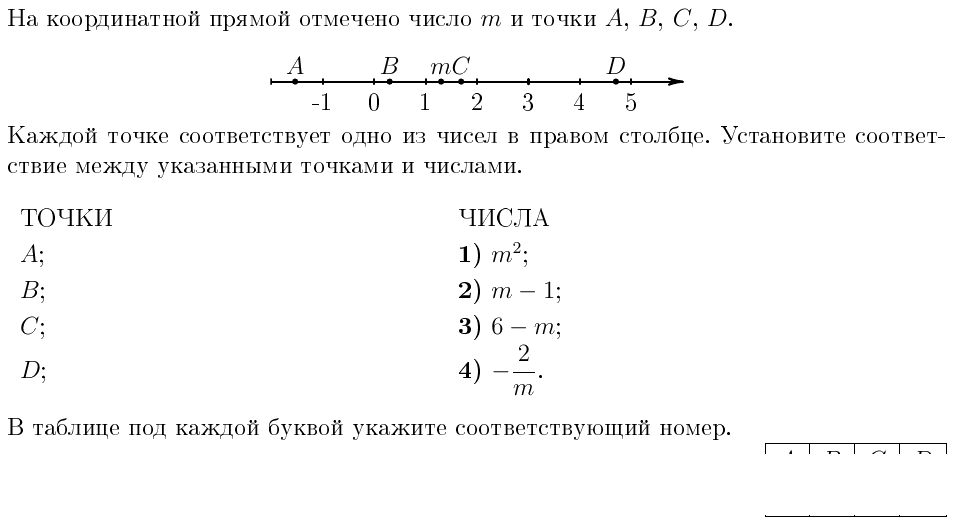 На координатной прямой отмечено число m и точки A, B, C, D.
A B m C D
-1 0 1 2 3 4 5
Каждой точке соответствует одно из чисел в правом столбце. Установите соответ-
ствие между указанными точками и числами.
ТОЧКИ ЧИСЛА
A; 1) m²;
B; 2) m − 1;
C; 3) 6 − m;
D; 4) −2/m.
В таблице под каждой буквой укажите соответствующий номер.